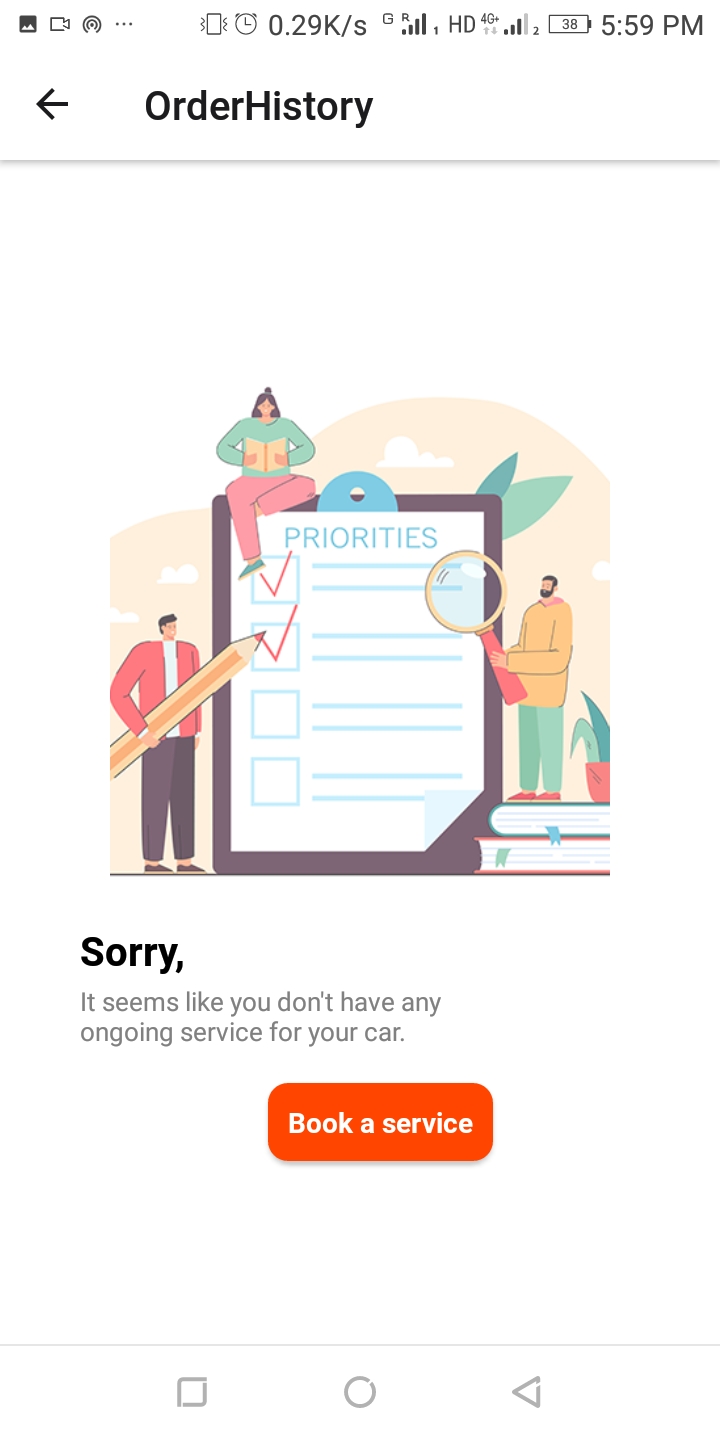 0.29K/s G R 1 HD 4G+ 2 38 5:59 PM
OrderHistory
PRIORITIES
Sorry,
It seems like you don't have any
ongoing service for your car.
Book a service